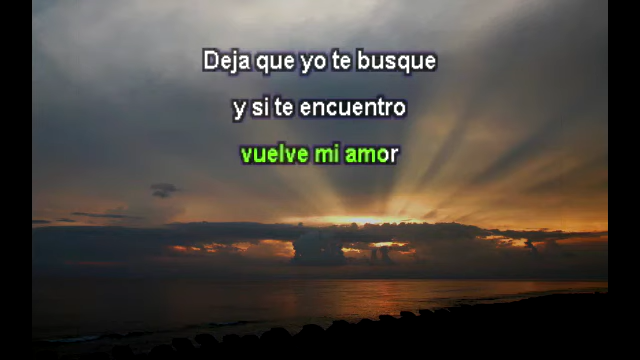 Deja que yo te busque
y si te encuentro
vuelve mi amor